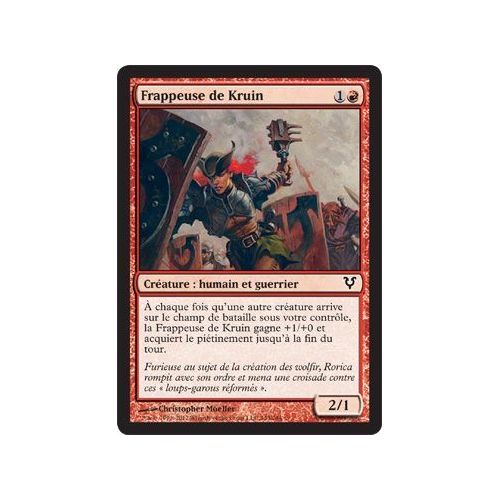 Frappeuse de Kruin 1
Créature : humain et guerrier
À chaque fois qu'une autre créature arrive
sur le champ de bataille sous votre contrôle,
la Frappeuse de Kruin gagne +1/+0 et
acquiert le piétinement jusqu'à la fin du
tour.
Furieuse au sujet de la création des wolfir, Rorica
rompit avec son ordre et mena une croisade contre
ces « loups-garous réformés ».
Christopher Moeller
2/1